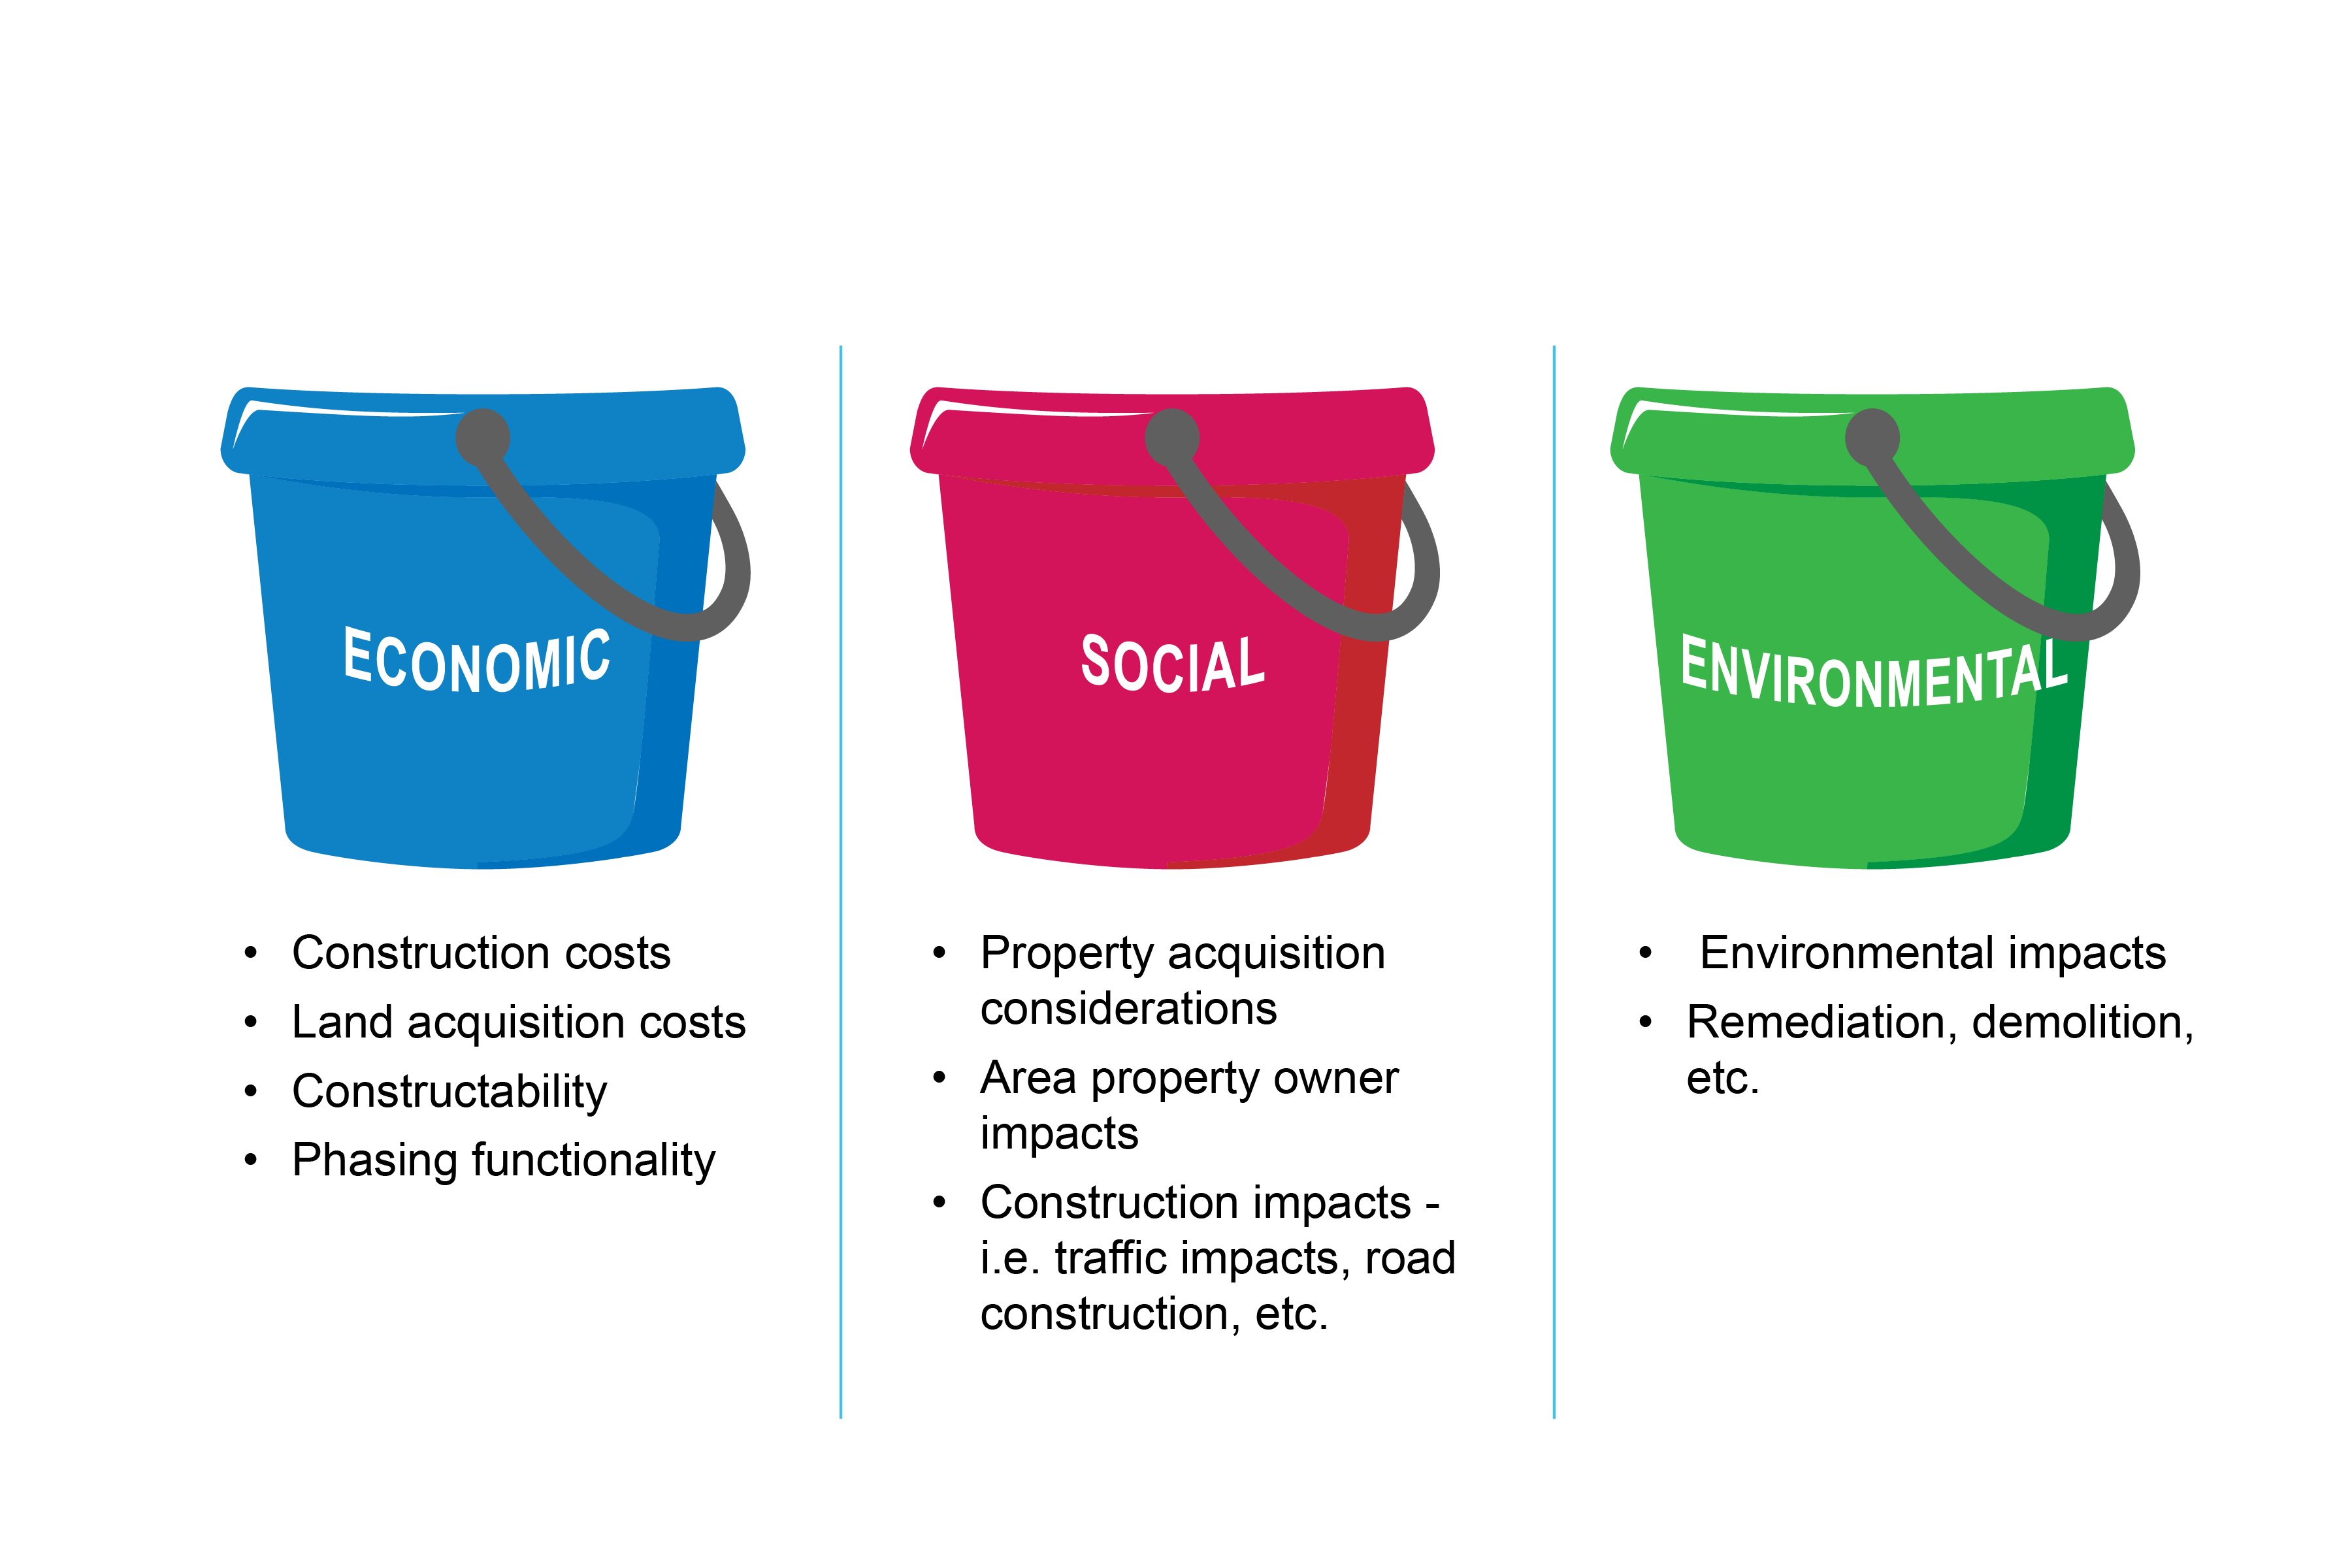 ECONOMIC
• Construction costs
• Land acquisition costs
• Constructability
• Phasing functionality
SOCIAL
• Property acquisition
considerations
• Area property owner
impacts
• Construction impacts -
i.e. traffic impacts, road
construction, etc.
ENVIRONMENTAL
• Environmental impacts
• Remediation, demolition,
etc.